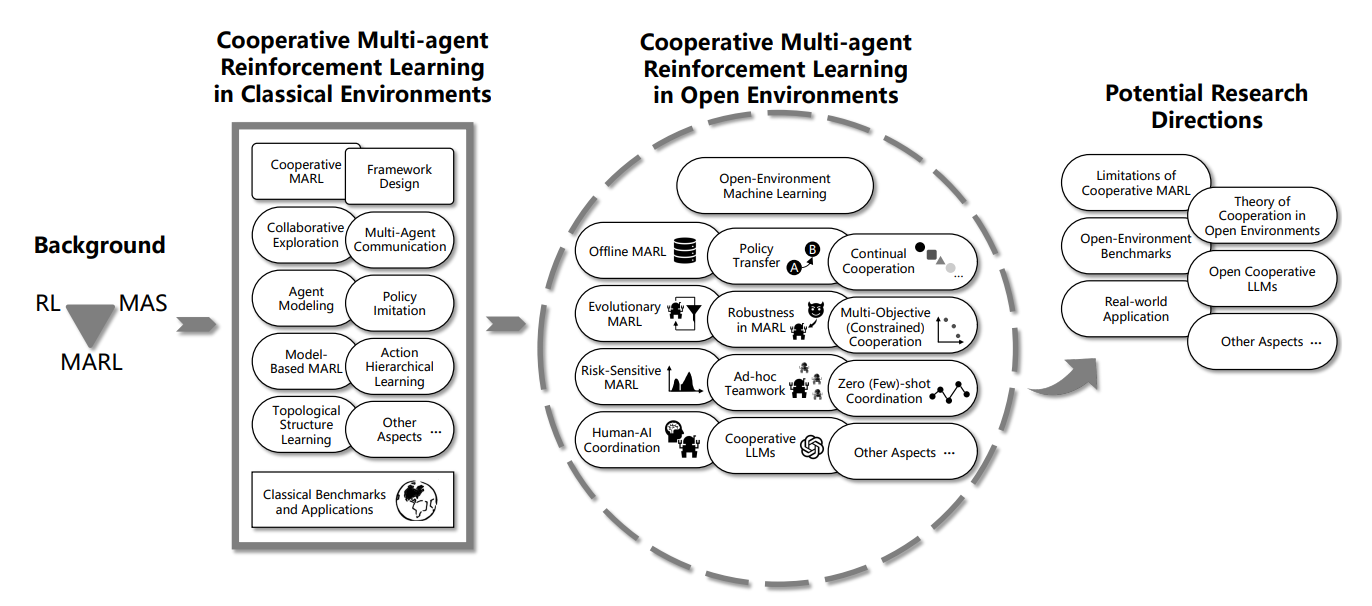 Background
RL
MAS
MARL
Cooperative Multi-agent
Reinforcement Learning
in Classical Environments
Cooperative
MARL
Framework
Design
Collaborative
Exploration
Multi-Agent
Communication
Agent
Modeling
Policy
Imitation
Model-
Based MARL
Action
Hierarchical
Learning
Topological
Structure
Learning
Other
Aspects ...
Classical Benchmarks
and Applications
Cooperative Multi-agent
Reinforcement Learning
in Open Environments
Open-Environment
Machine Learning
Offline MARL
Policy
Transfer
A
B
Continual
Cooperation
...
Evolutionary
MARL
Robustness
in MARL
Multi-Objective
(Constrained)
Cooperation
Risk-Sensitive
MARL
Ad-hoc
Teamwork
Zero (Few)-shot
Coordination
Human-AI
Coordination
Cooperative
LLMs
Other Aspects ...
Potential Research
Directions
Limitations of
Cooperative MARL
Theory of
Cooperation in
Open Environments
Open-Environment
Benchmarks
Open Cooperative
LLMs
Real-world
Application
Other Aspects ...